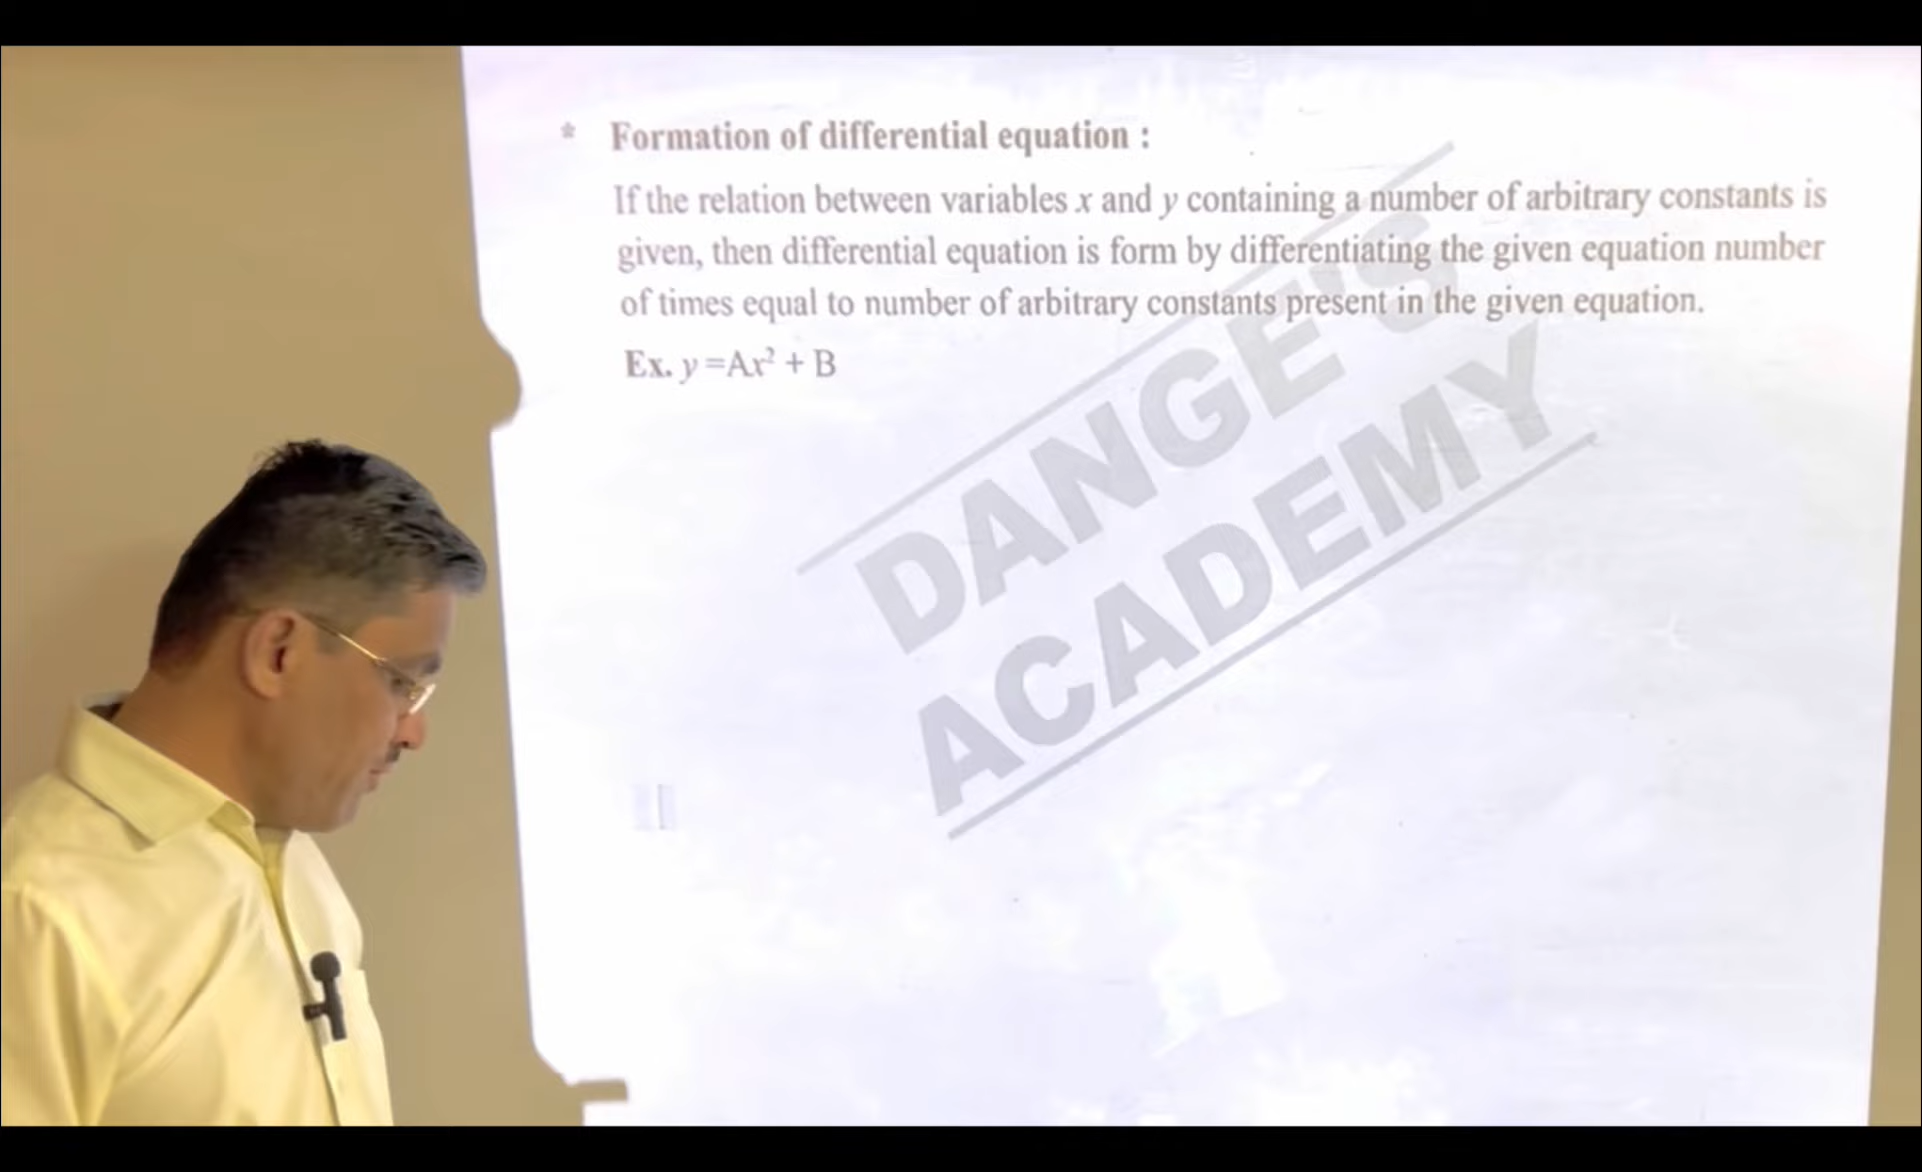 * Formation of differential equation :
If the relation between variables x and y containing a number of arbitrary constants is
given, then differential equation is form by differentiating the given equation number
of times equal to number of arbitrary constants present in the given equation.
Ex. y =Ax² + B
DANGE'S
ACADEMY